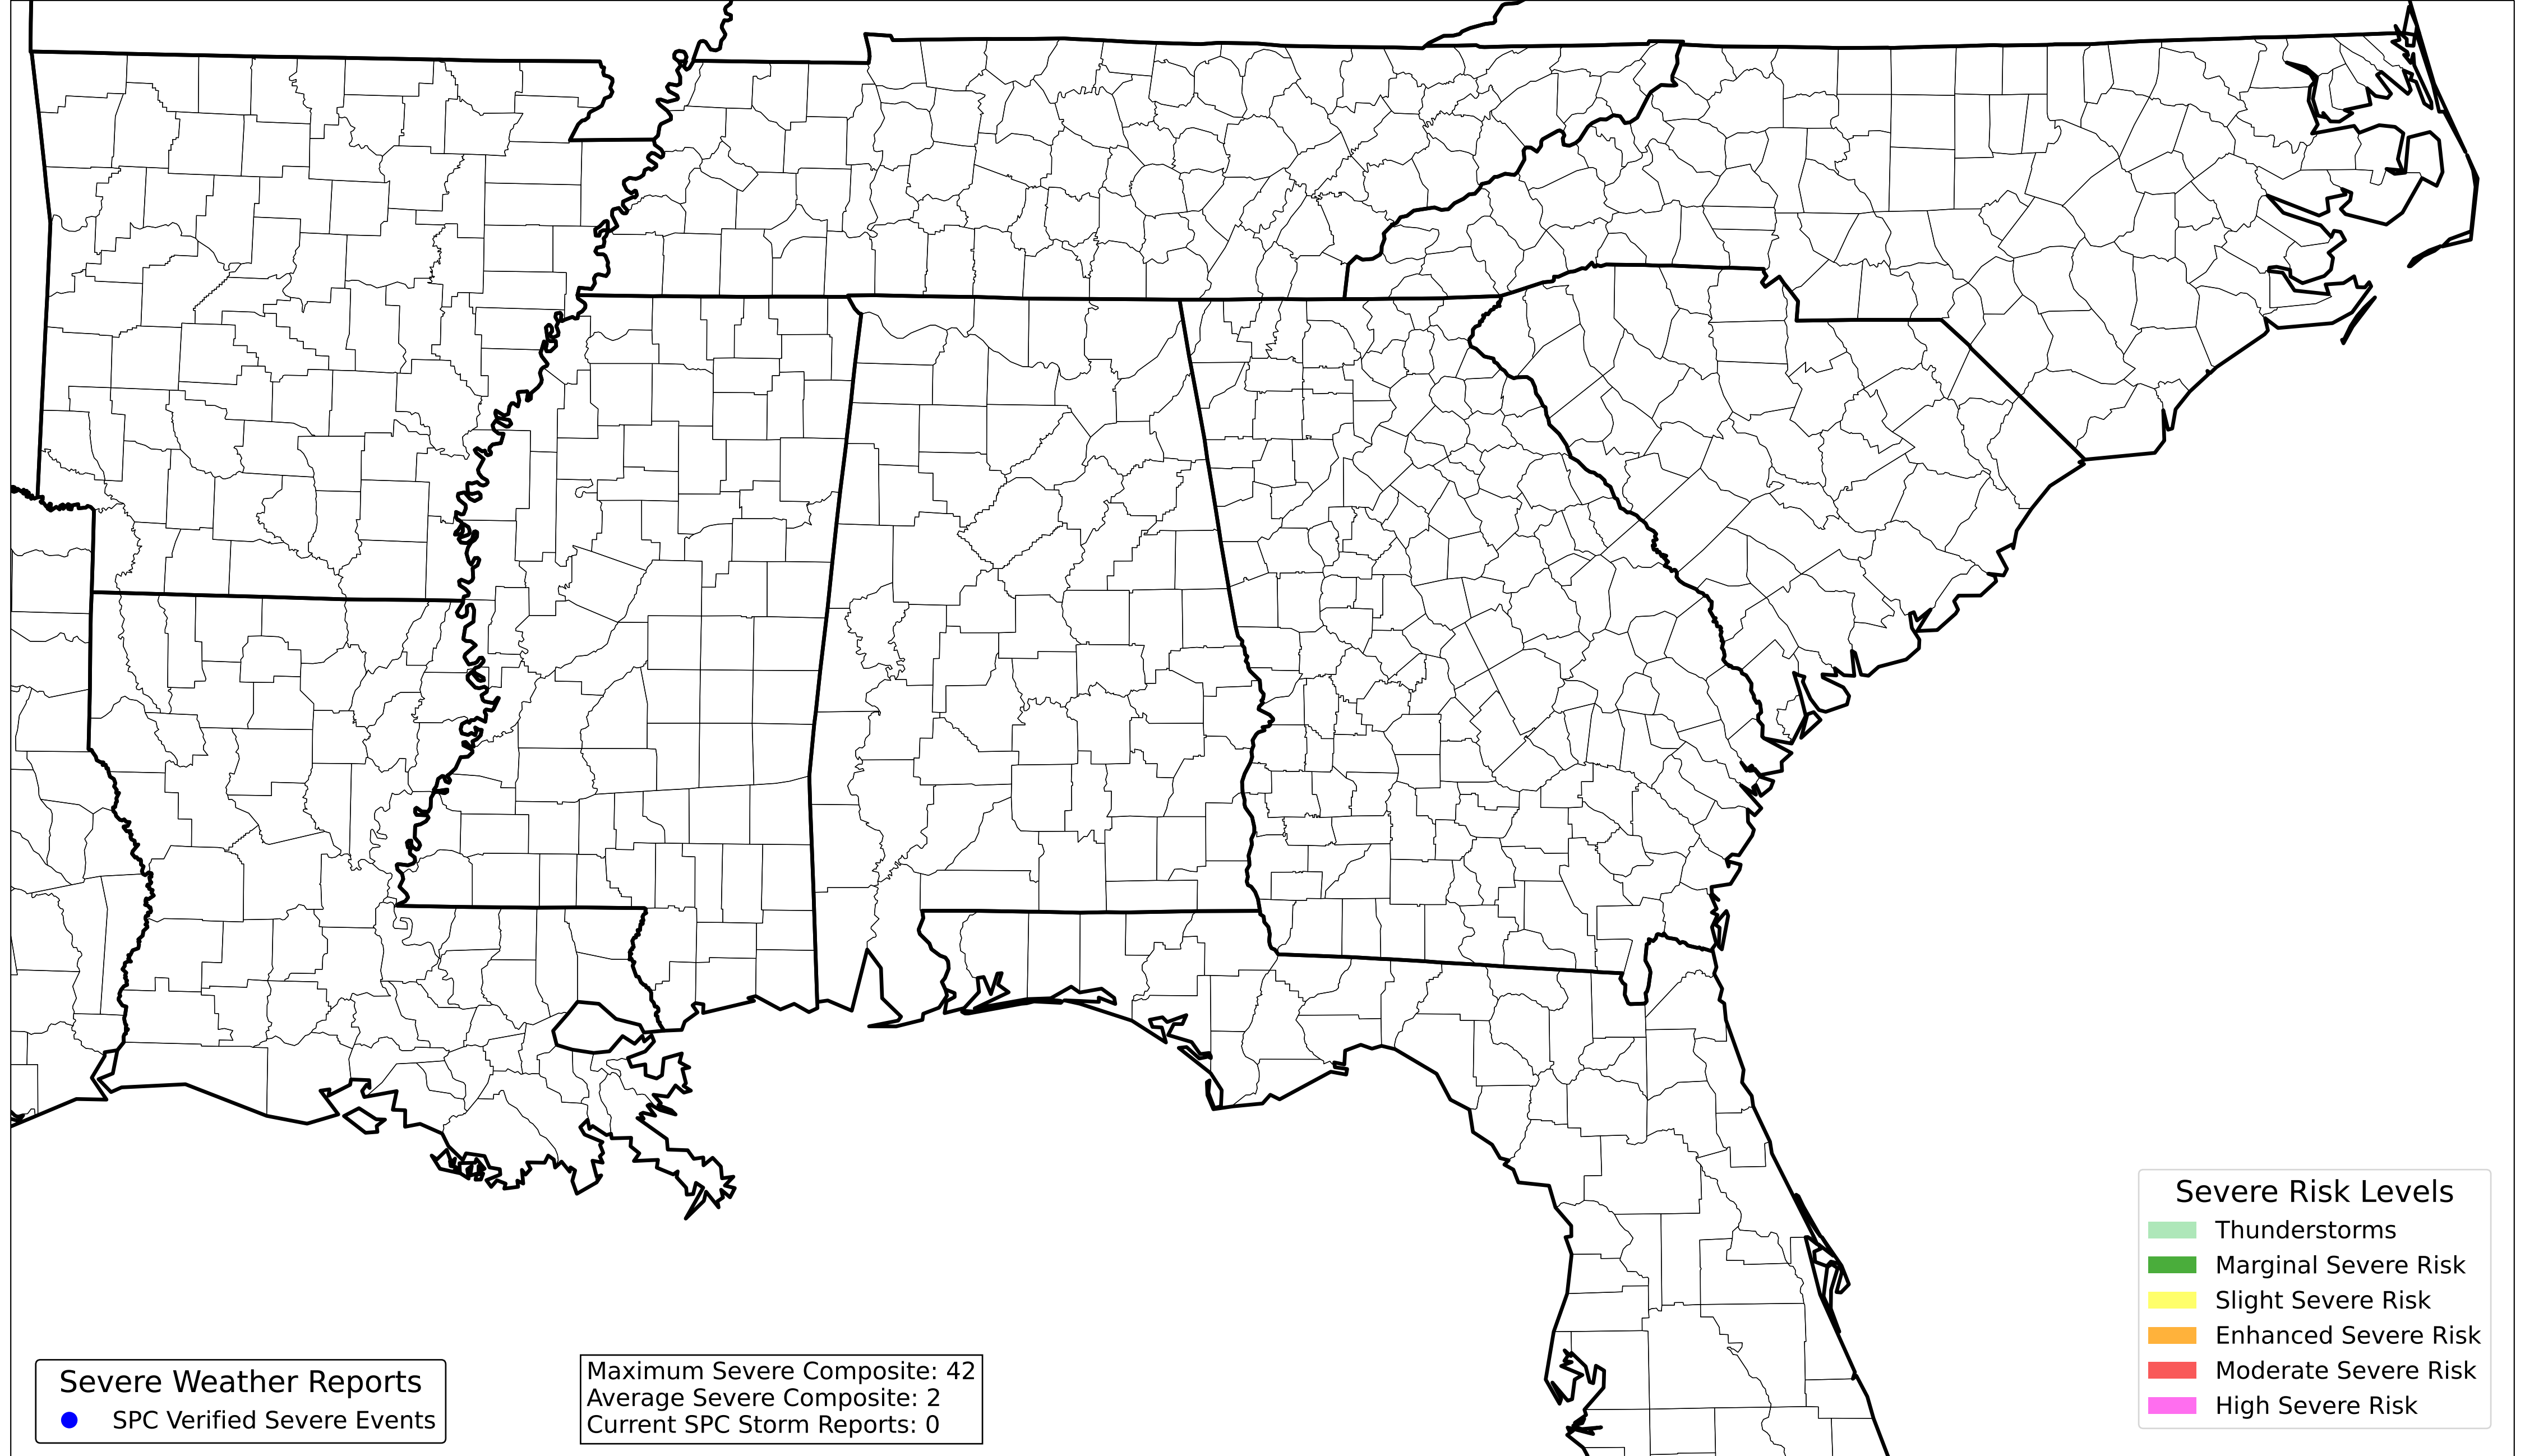 Severe Weather Reports
SPC Verified Severe Events
Maximum Severe Composite: 42
Average Severe Composite: 2
Current SPC Storm Reports: 0
Severe Risk Levels
Thunderstorms
Marginal Severe Risk
Slight Severe Risk
Enhanced Severe Risk
Moderate Severe Risk
High Severe Risk